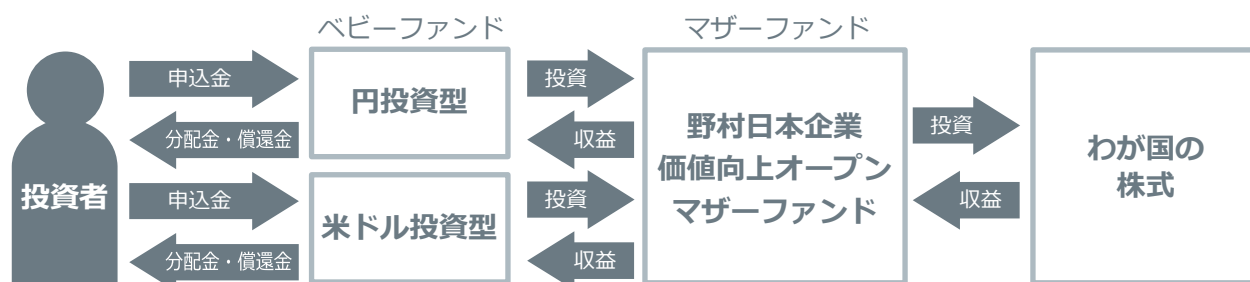 ベビーファンド
マザーファンド
投資者
申込金
分配金・償還金
申込金
分配金・償還金
円投資型
米ドル投資型
投資
収益
投資
収益
野村日本企業
価値向上オープン
マザーファンド
投資
収益
わが国の
株式